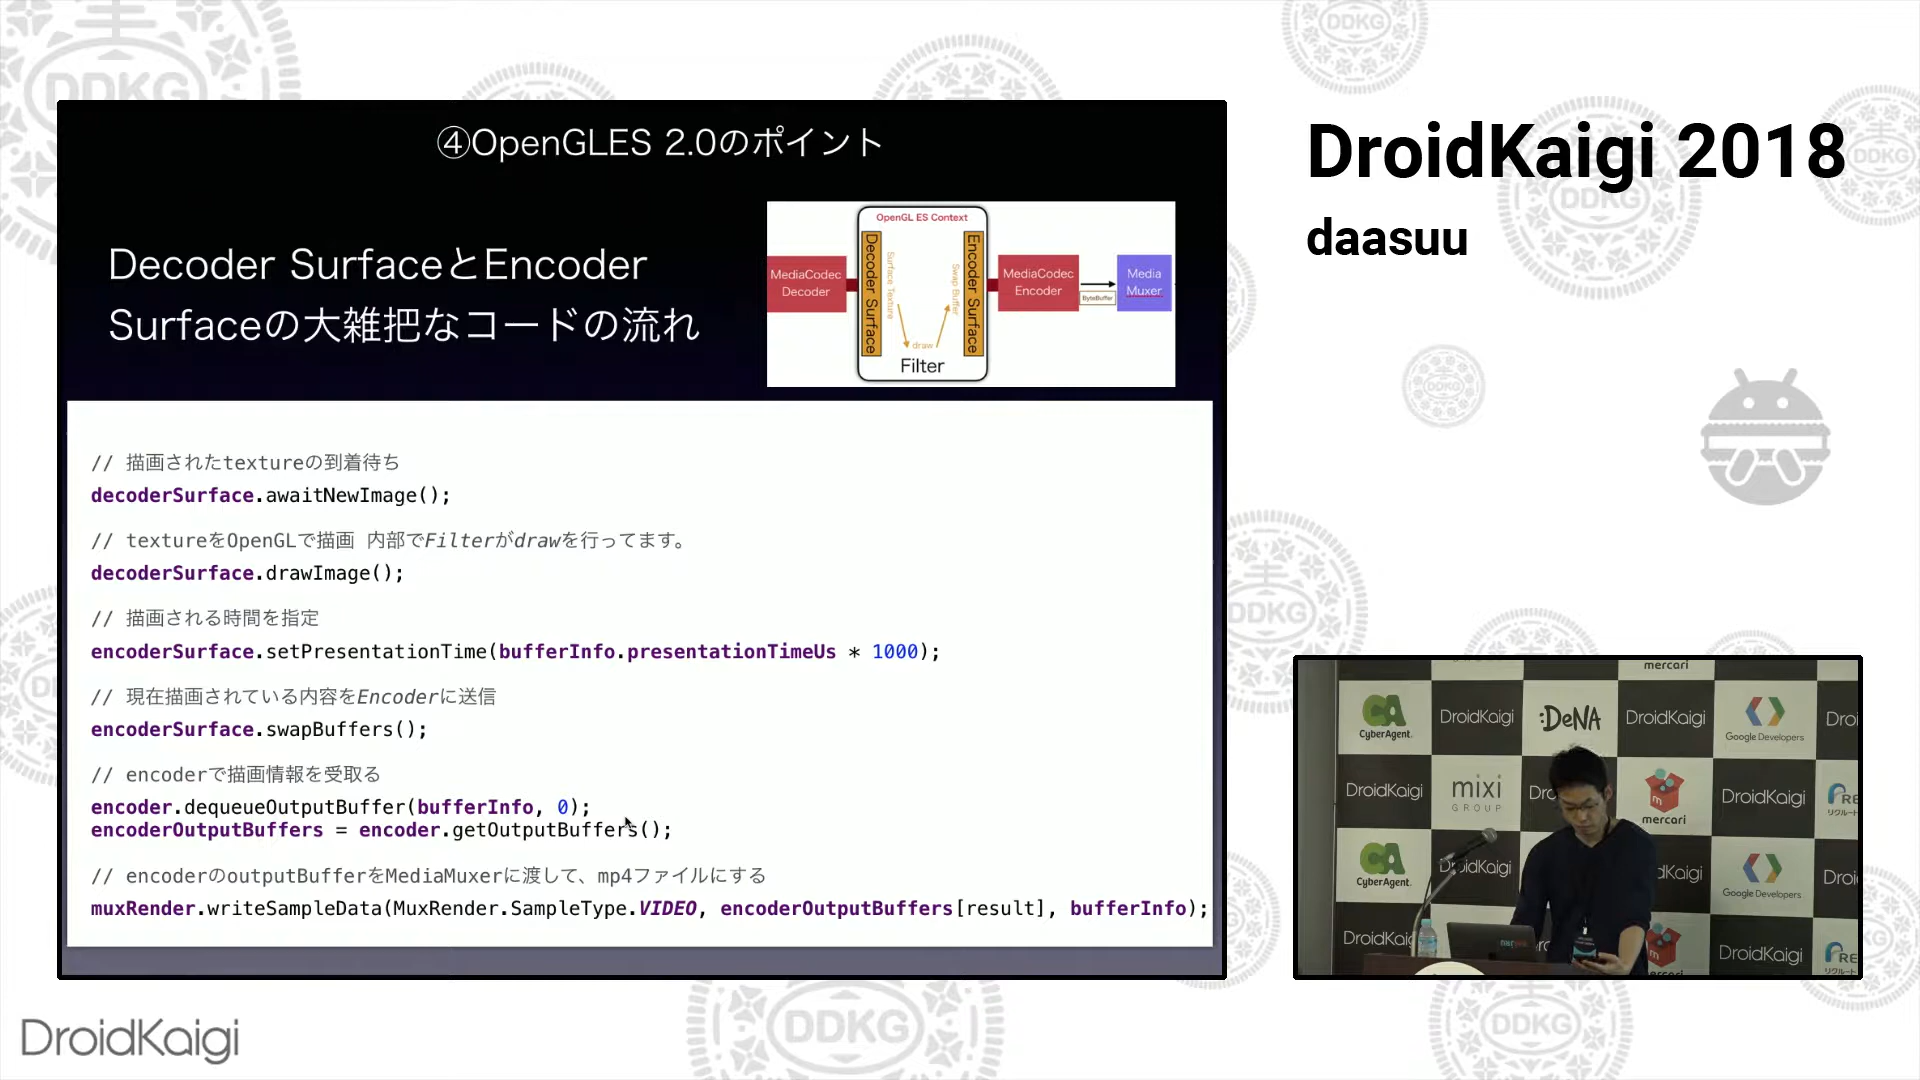 ④OpenGLES 2.0のポイント
Decoder SurfaceとEncoder
Surfaceの大雑把なコードの流れ
OpenGL ES Context
MediaCodec
Decoder
Decoder Surface
Surface Texture
draw
Swap Buffer
Encoder Surface
Filter
MediaCodec
Encoder
ByteBuffer
Media
Muxer
// 描画されたtextureの到着待ち
decoderSurface.awaitNewImage();
// textureをOpenGLで描画 内部でFilterがdrawを行ってます。
decoderSurface.drawImage();
// 描画される時間を指定
encoderSurface.setPresentationTime(bufferInfo.presentationTimeUs * 1000);
// 現在描画されている内容をEncoderに送信
encoderSurface.swapBuffers();
// encoderで描画情報を受取る
encoder.dequeueOutputBuffer(bufferInfo, 0);
encoderOutputBuffers = encoder.getOutputBuffers();
// encoderのoutputBufferをMediaMuxerに渡して、mp4ファイルにする
muxRender.writeSampleData(MuxRender.SampleType.VIDEO, encoderOutputBuffers[result], bufferInfo);
DroidKaigi 2018
daasuu
mercari
CyberAgent.
DroidKaigi
:DeNA
DroidKaigi
Google Developers
DroidKaigi
mixi
GROUP
mercari
DroidKaigi
CyberAgent.
DroidKaigi
Google Developers
DroidKaigi
DroidKaigi
DroidKaigi
DDKG
DDKG
DDKG
DDKG
DDKG
DDKG
DDKG
DDKG